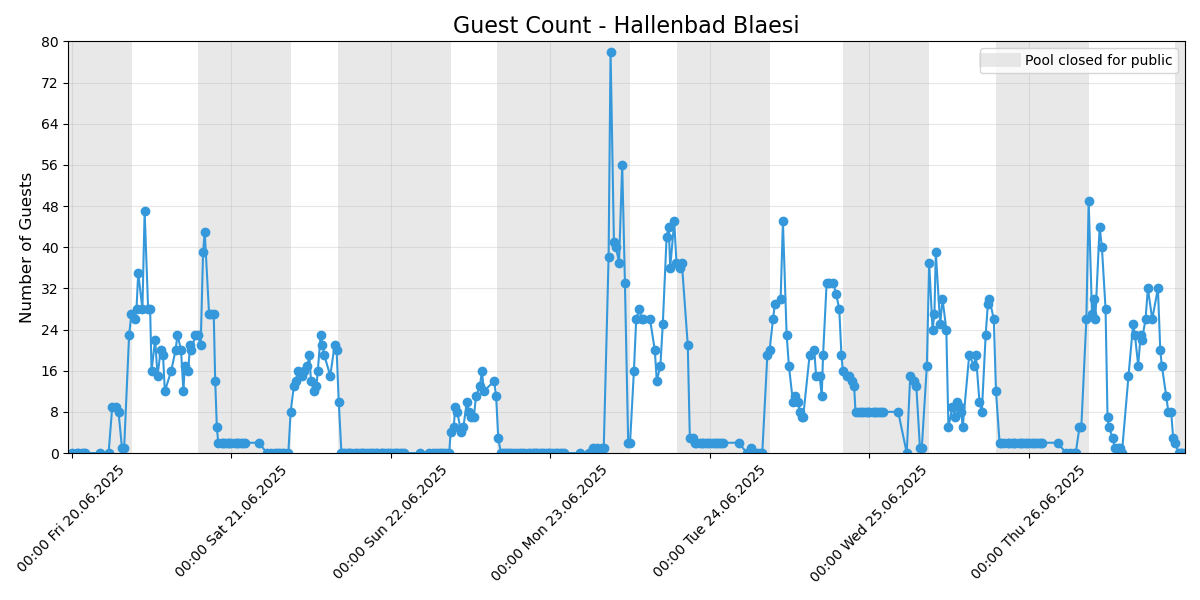 Guest Count - Hallenbad Blaesi
Pool closed for public
Number of Guests
80
72
64
56
48
40
32
24
16
8
0
00:00 Fri 20.06.2025
00:00 Sat 21.06.2025
00:00 Sun 22.06.2025
00:00 Mon 23.06.2025
00:00 Tue 24.06.2025
00:00 Wed 25.06.2025
00:00 Thu 26.06.2025